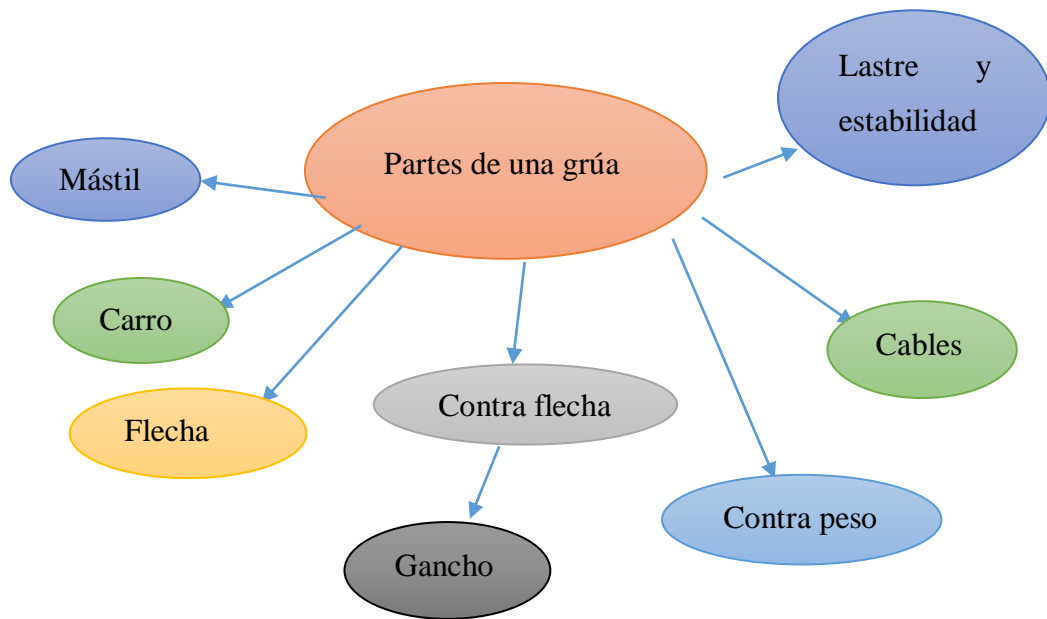 Lastre y
estabilidad
Partes de una grúa
Mástil
Carro
Cables
Contra flecha
Flecha
Contra peso
Gancho